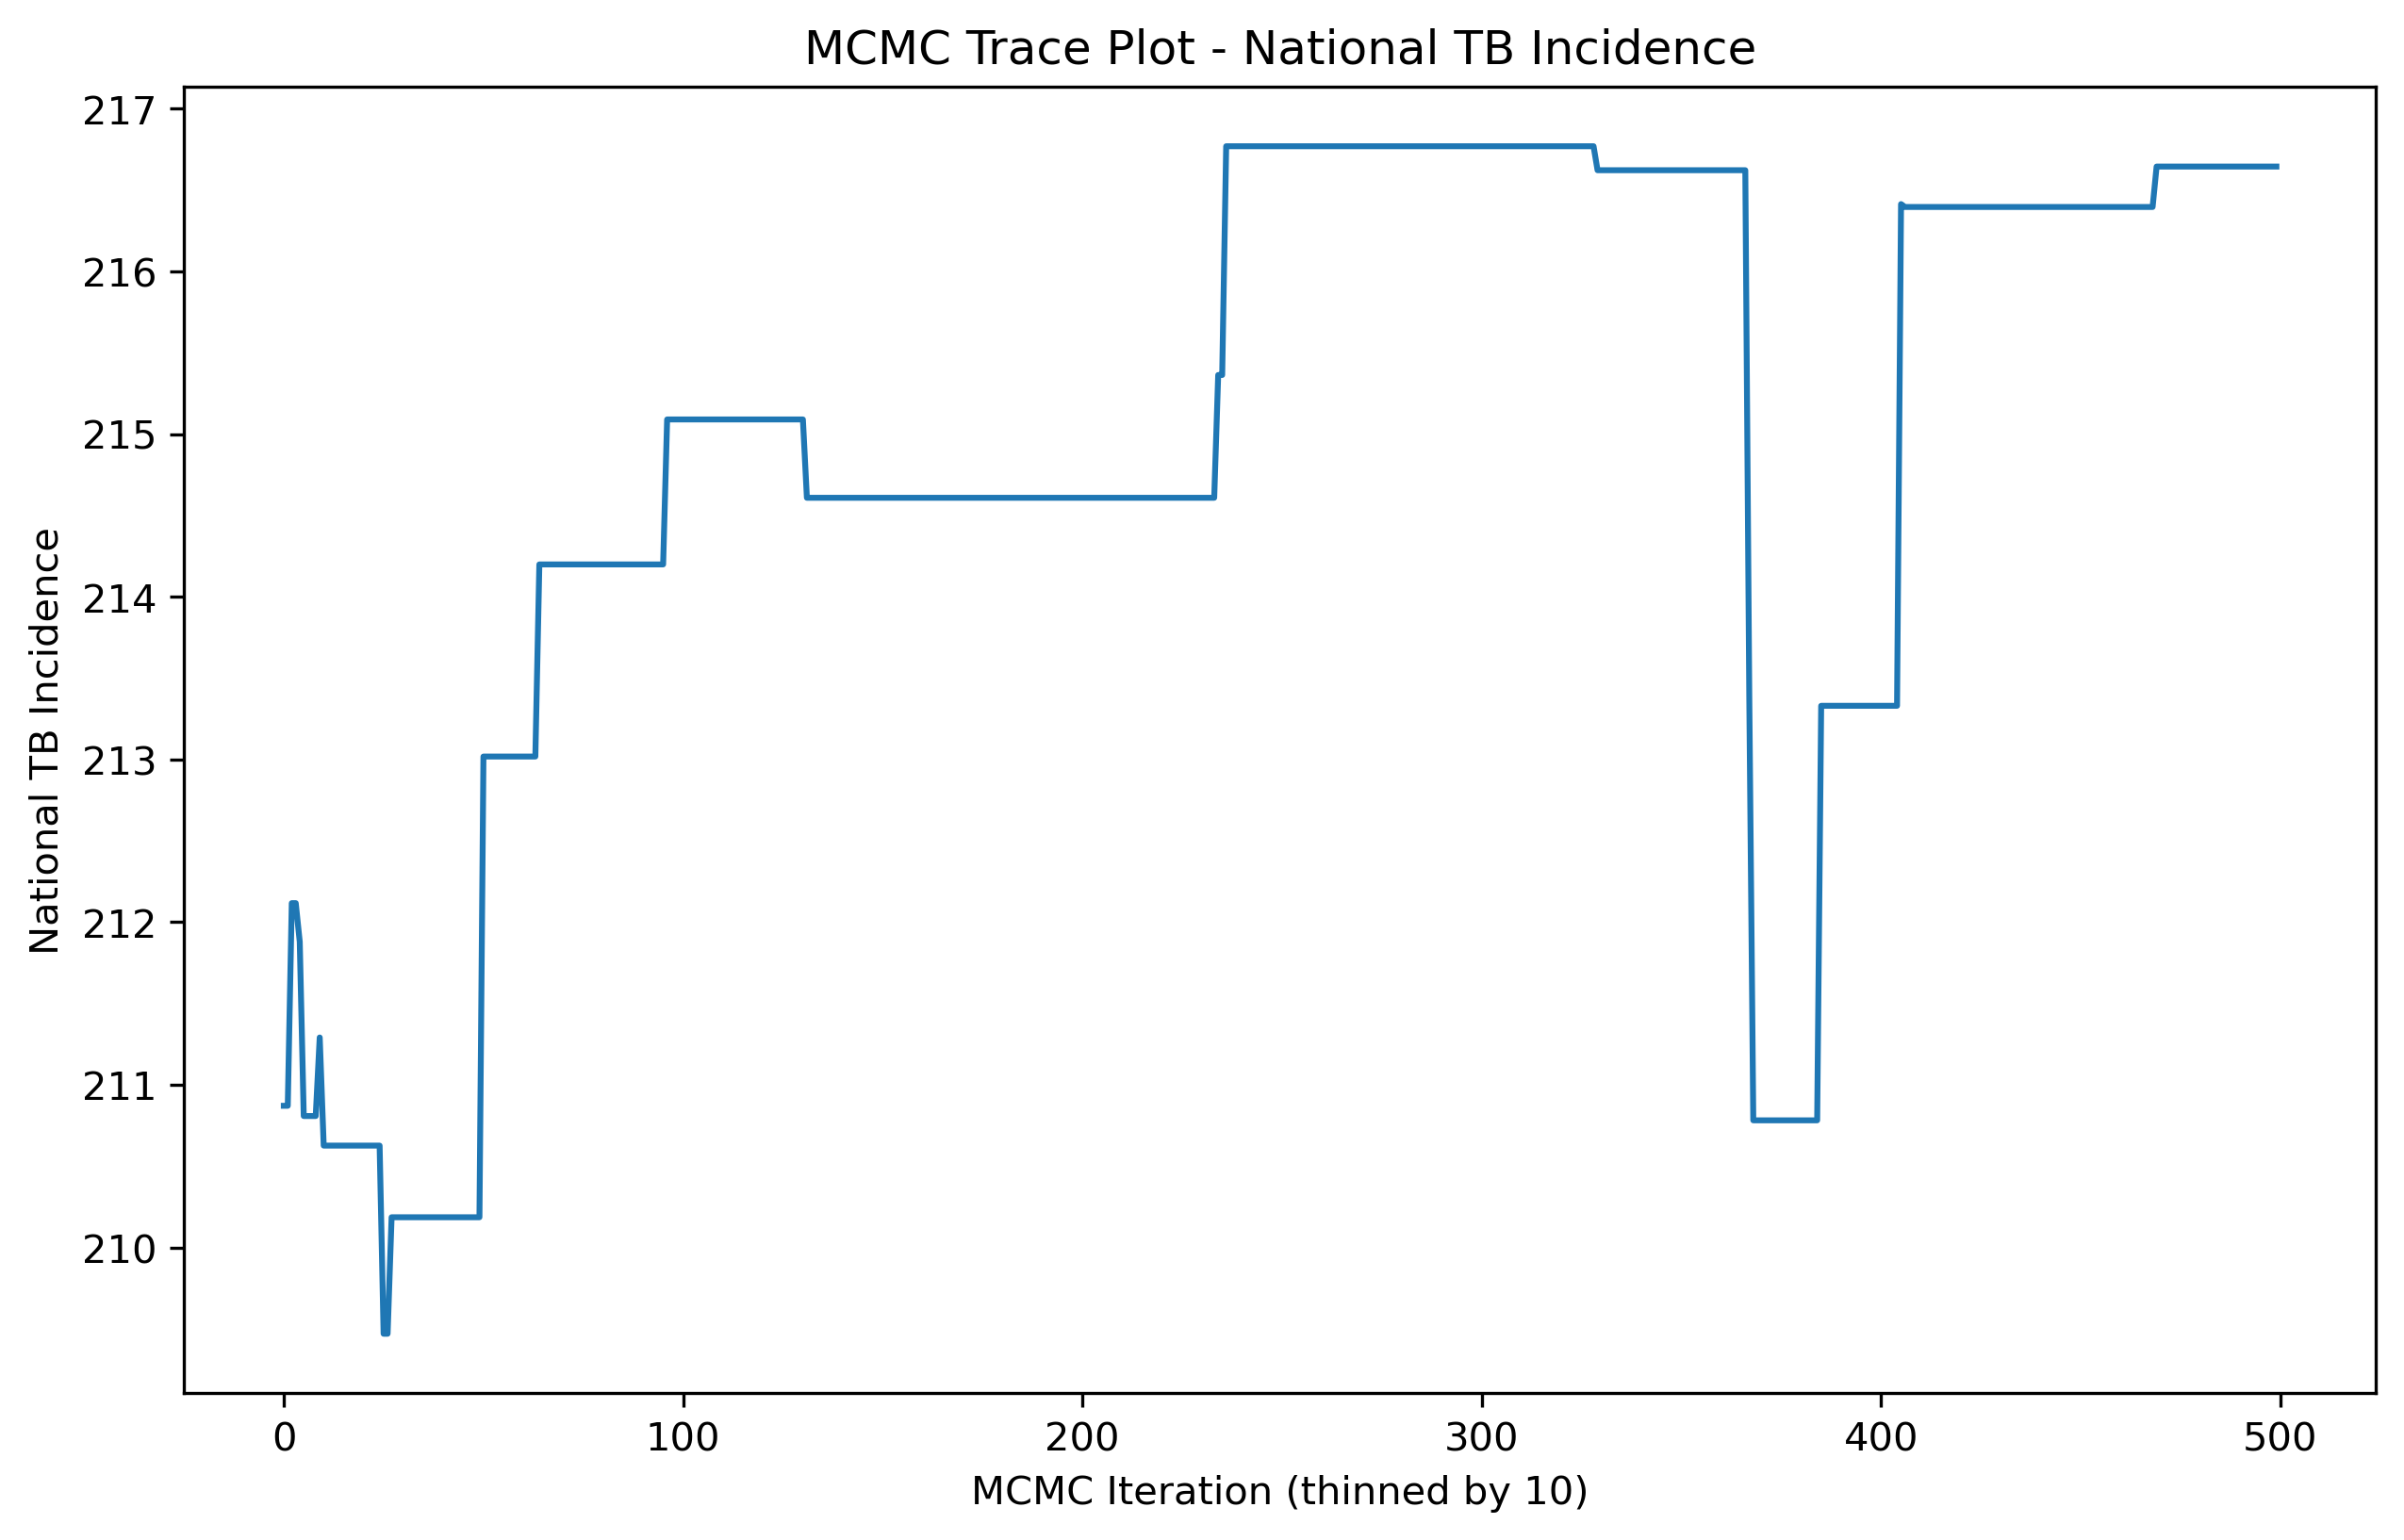 MCMC Trace Plot - National TB Incidence
217
216
215
214
213
212
211
210
National TB Incidence
0 100 200 300 400 500
MCMC Iteration (thinned by 10)